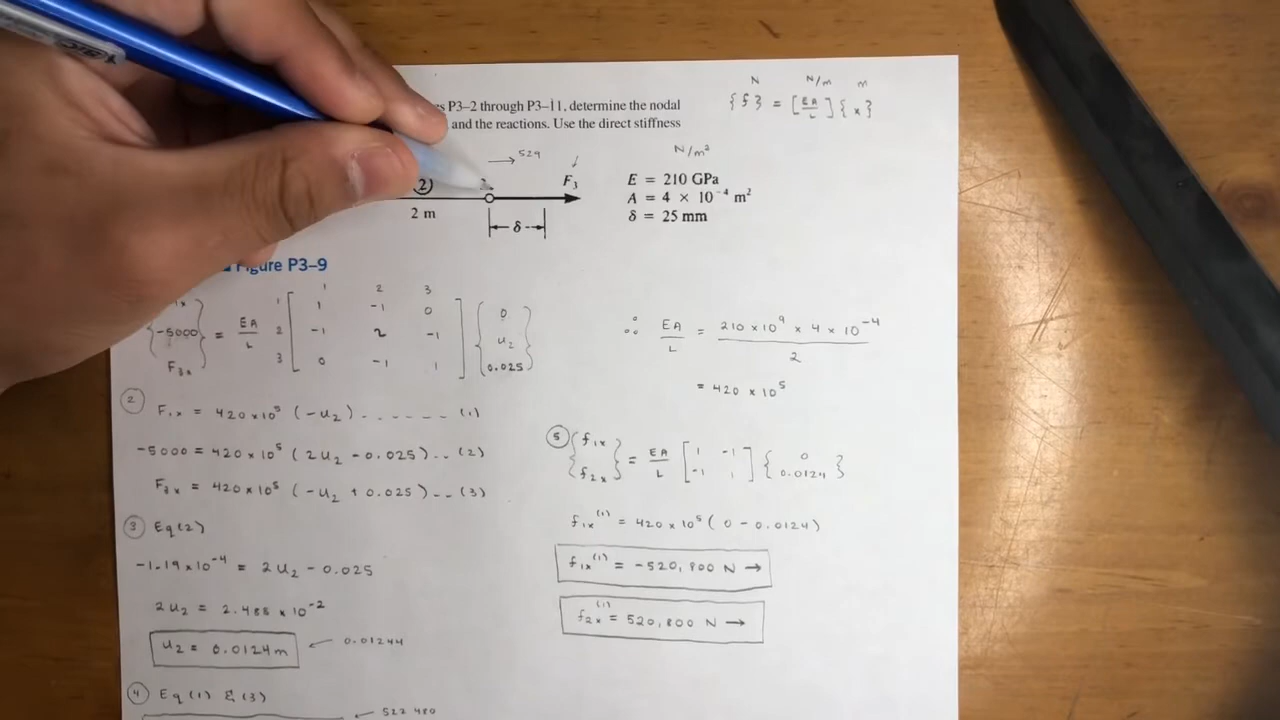 N N/m m
{f} = [EA/L]{x}
P3–2 through P3–11, determine the nodal
and the reactions. Use the direct stiffness
N/m²
→ 529 ↓
② F₃ E = 210 GPa
A = 4 × 10⁻⁴ m²
2 m δ δ = 25 mm
Figure P3–9
1 2 3
1 1 -1 0 0
-5000 = EA/L 2 -1 2 -1 u₂
F₃ₓ 3 0 -1 1 0.025
∴ EA/L = 210 x 10⁹ x 4 x 10⁻⁴ / 2
= 420 x 10⁵
② F₁ₓ = 420 x 10⁵ (-u₂) . - - - - - - (1)
-5000 = 420 x 10⁵ (2u₂ - 0.025) .. (2)
F₃ₓ = 420 x 10⁵ (-u₂ + 0.025) -- (3)
③ Eq(2)
-1.19 x 10⁻⁴ = 2u₂ - 0.025
2u₂ = 2.488 x 10⁻²
u₂ = 0.0124m ← 0.01244
④ Eq (1) & (3)
← 522 480
⑤ {f₁ₓ f₂ₓ} = EA/L [1 -1 -1 1] {0 0.0124}
f₁ₓ⁽¹⁾ = 420 x 10⁵ ( 0 - 0.0124)
f₁ₓ⁽¹⁾ = -520,800 N →
f₂ₓ⁽¹⁾ = 520,800 N →